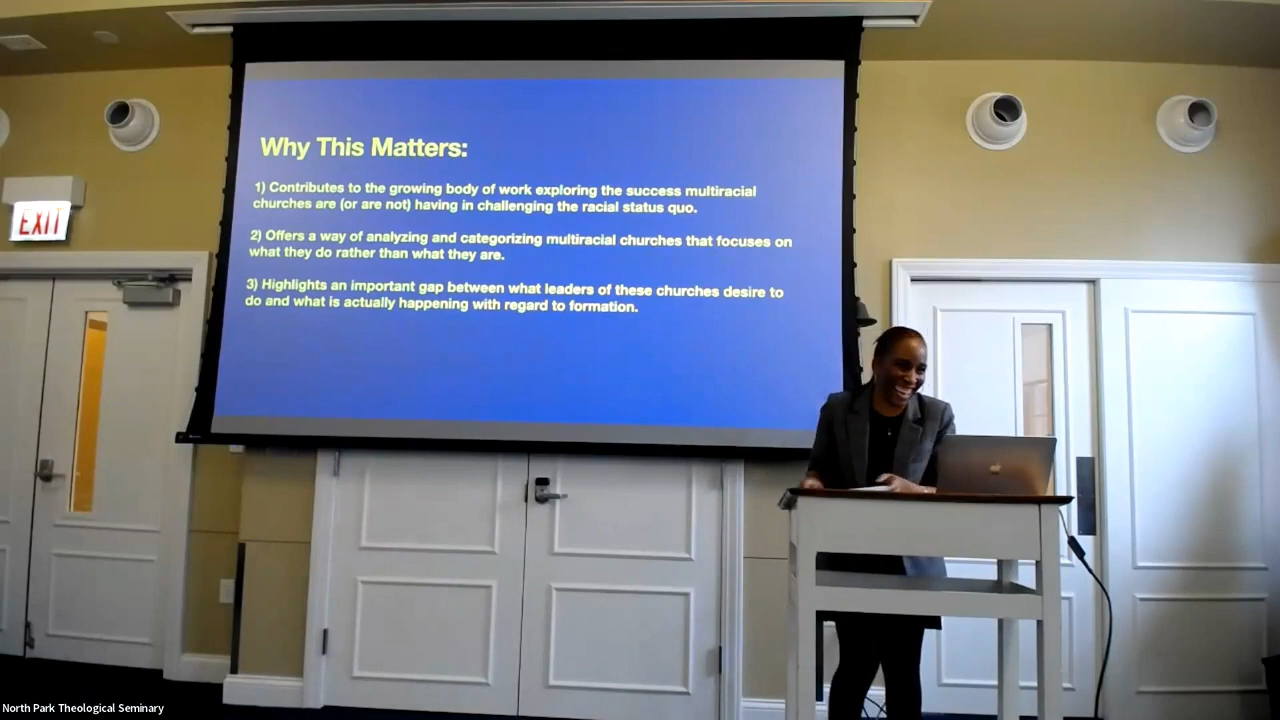 Why This Matters:
1) Contributes to the growing body of work exploring the success multiracial
churches are (or are not) having in challenging the racial status quo.
2) Offers a way of analyzing and categorizing multiracial churches that focuses on
what they do rather than what they are.
3) Highlights an important gap between what leaders of these churches desire to
do and what is actually happening with regard to formation.
EXIT
North Park Theological Seminary